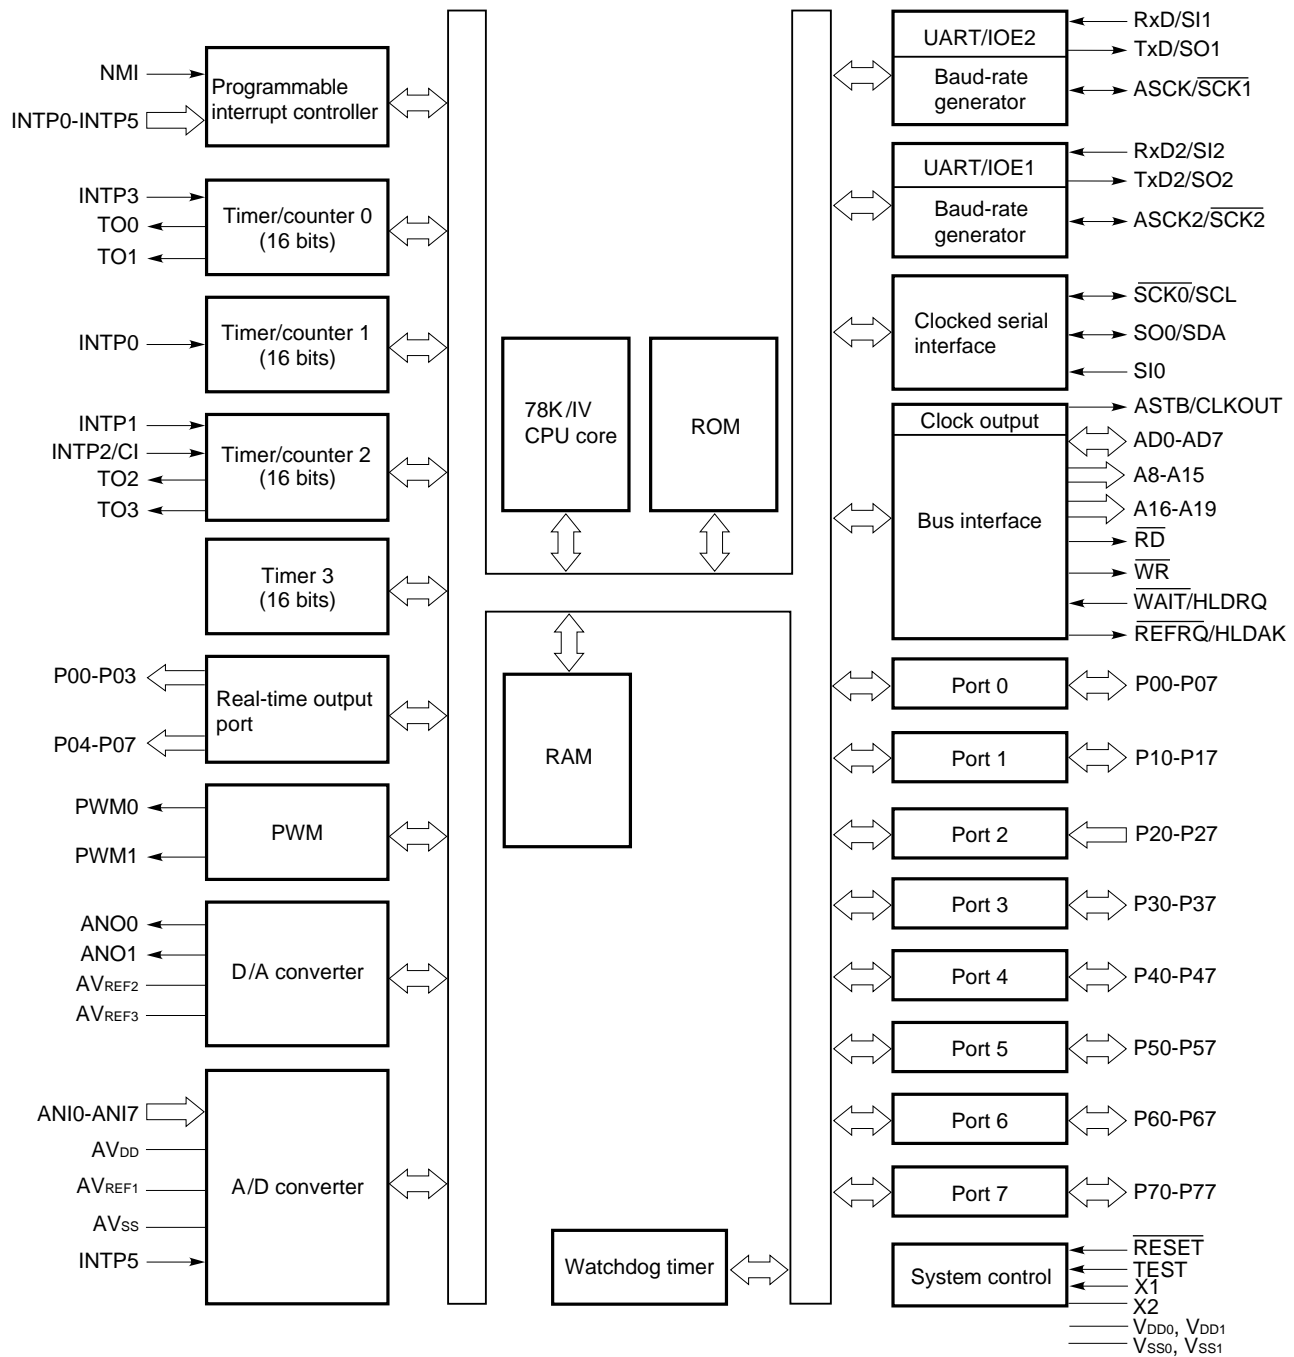 NMI
INTP0-INTP5
Programmable
interrupt controller
INTP3
TO0
TO1
Timer/counter 0
(16 bits)
INTP0
Timer/counter 1
(16 bits)
INTP1
INTP2/CI
TO2
TO3
Timer/counter 2
(16 bits)
Timer 3
(16 bits)
P00-P03
P04-P07
Real-time output
port
PWM0
PWM1
PWM
ANO0
ANO1
AVREF2
AVREF3
D/A converter
ANI0-ANI7
AVDD
AVREF1
AVSS
INTP5
A/D converter
78K/IV
CPU core
ROM
RAM
Watchdog timer
UART/IOE2
Baud-rate
generator
RxD/SI1
TxD/SO1
ASCK/SCK1
UART/IOE1
Baud-rate
generator
RxD2/SI2
TxD2/SO2
ASCK2/SCK2
Clocked serial
interface
SCK0/SCL
SO0/SDA
SI0
Clock output
Bus interface
ASTB/CLKOUT
AD0-AD7
A8-A15
A16-A19
RD
WR
WAIT/HLDRQ
REFRQ/HLDAK
Port 0
P00-P07
Port 1
P10-P17
Port 2
P20-P27
Port 3
P30-P37
Port 4
P40-P47
Port 5
P50-P57
Port 6
P60-P67
Port 7
P70-P77
System control
RESET
TEST
X1
X2
VDD0, VDD1
VSS0, VSS1